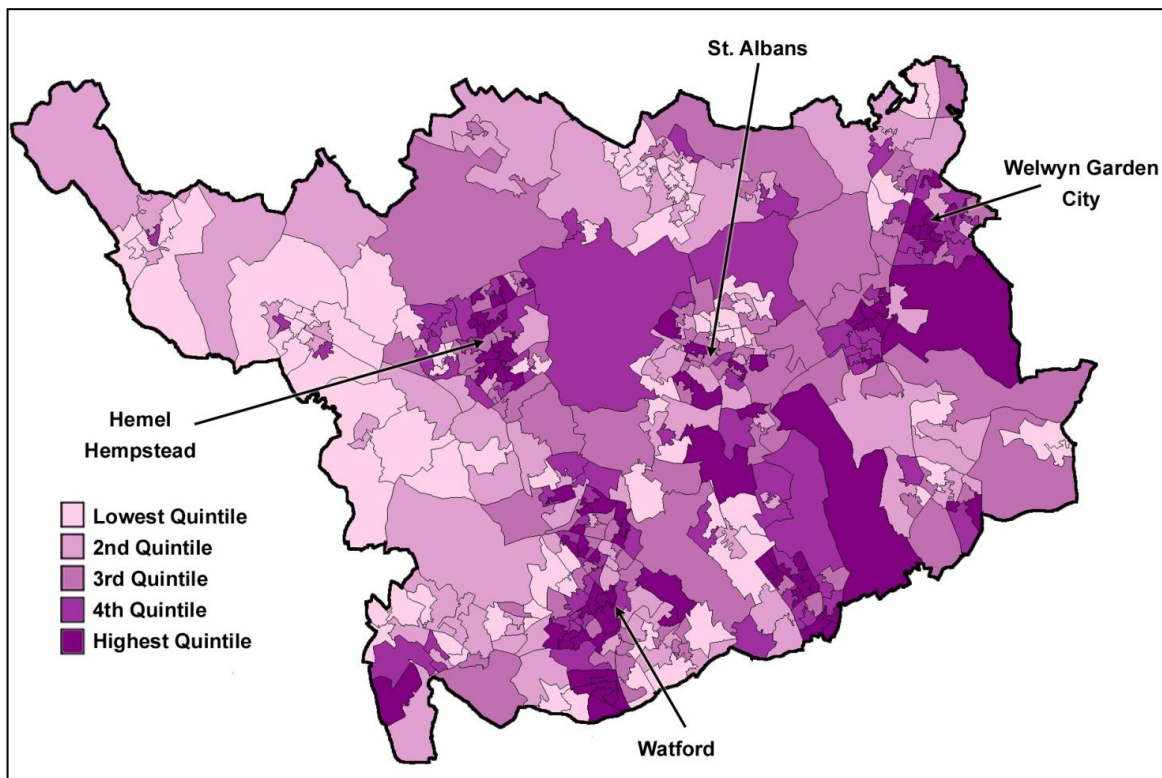 St. Albans
Welwyn Garden
City
Hemel
Hempstead
Lowest Quintile
2nd Quintile
3rd Quintile
4th Quintile
Highest Quintile
Watford